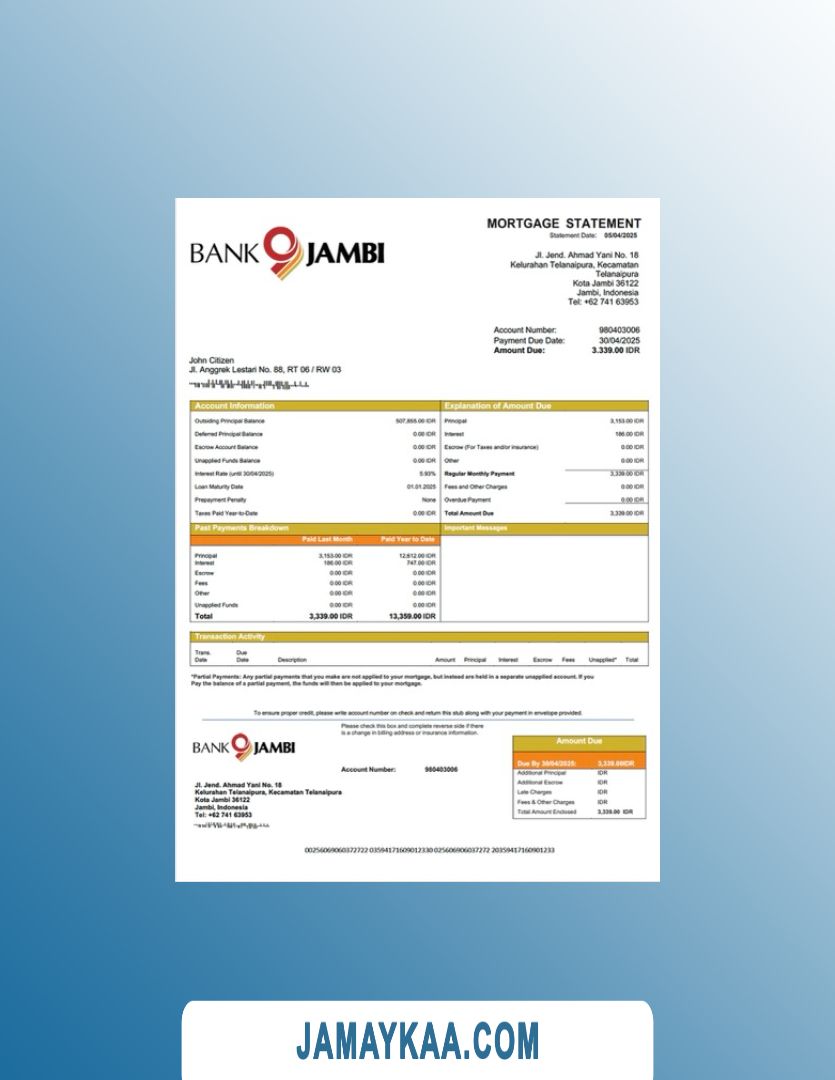 BANK 9 JAMBI
MORTGAGE STATEMENT
Statement Date: 05/04/2025
Jl. Jend. Ahmad Yani No. 18
Kelurahan Telanaipura, Kecamatan
Telanaipura
Kota Jambi 36122
Jambi, Indonesia
Tel: +62 741 63953
Account Number: 980403006
Payment Due Date: 30/04/2025
Amount Due: 3.339.00 IDR
John Citizen
Jl. Anggrek Lestari No. 88, RT 06 / RW 03
Account Information
Outsiding Principal Balance 507,855.00 IDR
Deferred Principal Balance 0.00 IDR
Escrow Account Balance 0.00 IDR
Unapplied Funds Balance 0.00 IDR
Interest Rate (until 30/04/2025) 5.93%
Loan Maturity Date 01.01.2025
Prepayment Penalty None
Taxes Paid Year-to-Date 0.00 IDR
Explanation of Amount Due
Principal 3,153.00 IDR
Interest 186.00 IDR
Escrow (For Taxes and/or insurance) 0.00 IDR
Other 0.00 IDR
Regular Monthly Payment 3,339.00 IDR
Fees and Other Charges 0.00 IDR
Overdue Payment 0.00 IDR
Total Amount Due 3,339.00 IDR
Past Payments Breakdown
Paid Last Month Paid Year to Date
Principal 3,153.00 IDR 12,612.00 IDR
Interest 186.00 IDR 747.00 IDR
Escrow 0.00 IDR 0.00 IDR
Fees 0.00 IDR 0.00 IDR
Other 0.00 IDR 0.00 IDR
Unapplied Funds 0.00 IDR 0.00 IDR
Total 3,339.00 IDR 13,359.00 IDR
Important Messages
Transaction Activity
Trans. Date Due Date Description Amount Principal Interest Escrow Fees Unapplied* Total
*Partial Payments: Any partial payments that you make are not applied to your mortgage, but instead are held in a separate unapplied account. If you
Pay the balance of a partial payment, the funds will then be applied to your mortgage.
To ensure proper credit, please write account number on check and return this stub along with your payment in envelope provided.
Please check this box and complete reverse side if there
is a change in billing address or insurance information.
BANK 9 JAMBI
Account Number: 980403006
Jl. Jend. Ahmad Yani No. 18
Kelurahan Telanaipura, Kecamatan Telanaipura
Kota Jambi 36122
Jambi, Indonesia
Tel: +62 741 63953
Amount Due
Due By 30/04/2025: 3,339.00IDR
Additional Principal IDR
Additional Escrow IDR
Late Charges IDR
Fees & Other Charges IDR
Total Amount Enclosed 3,339.00 IDR
00256069060372722 03594171609012330 025606906037272 20359417160901233
JAMAYKAA.COM